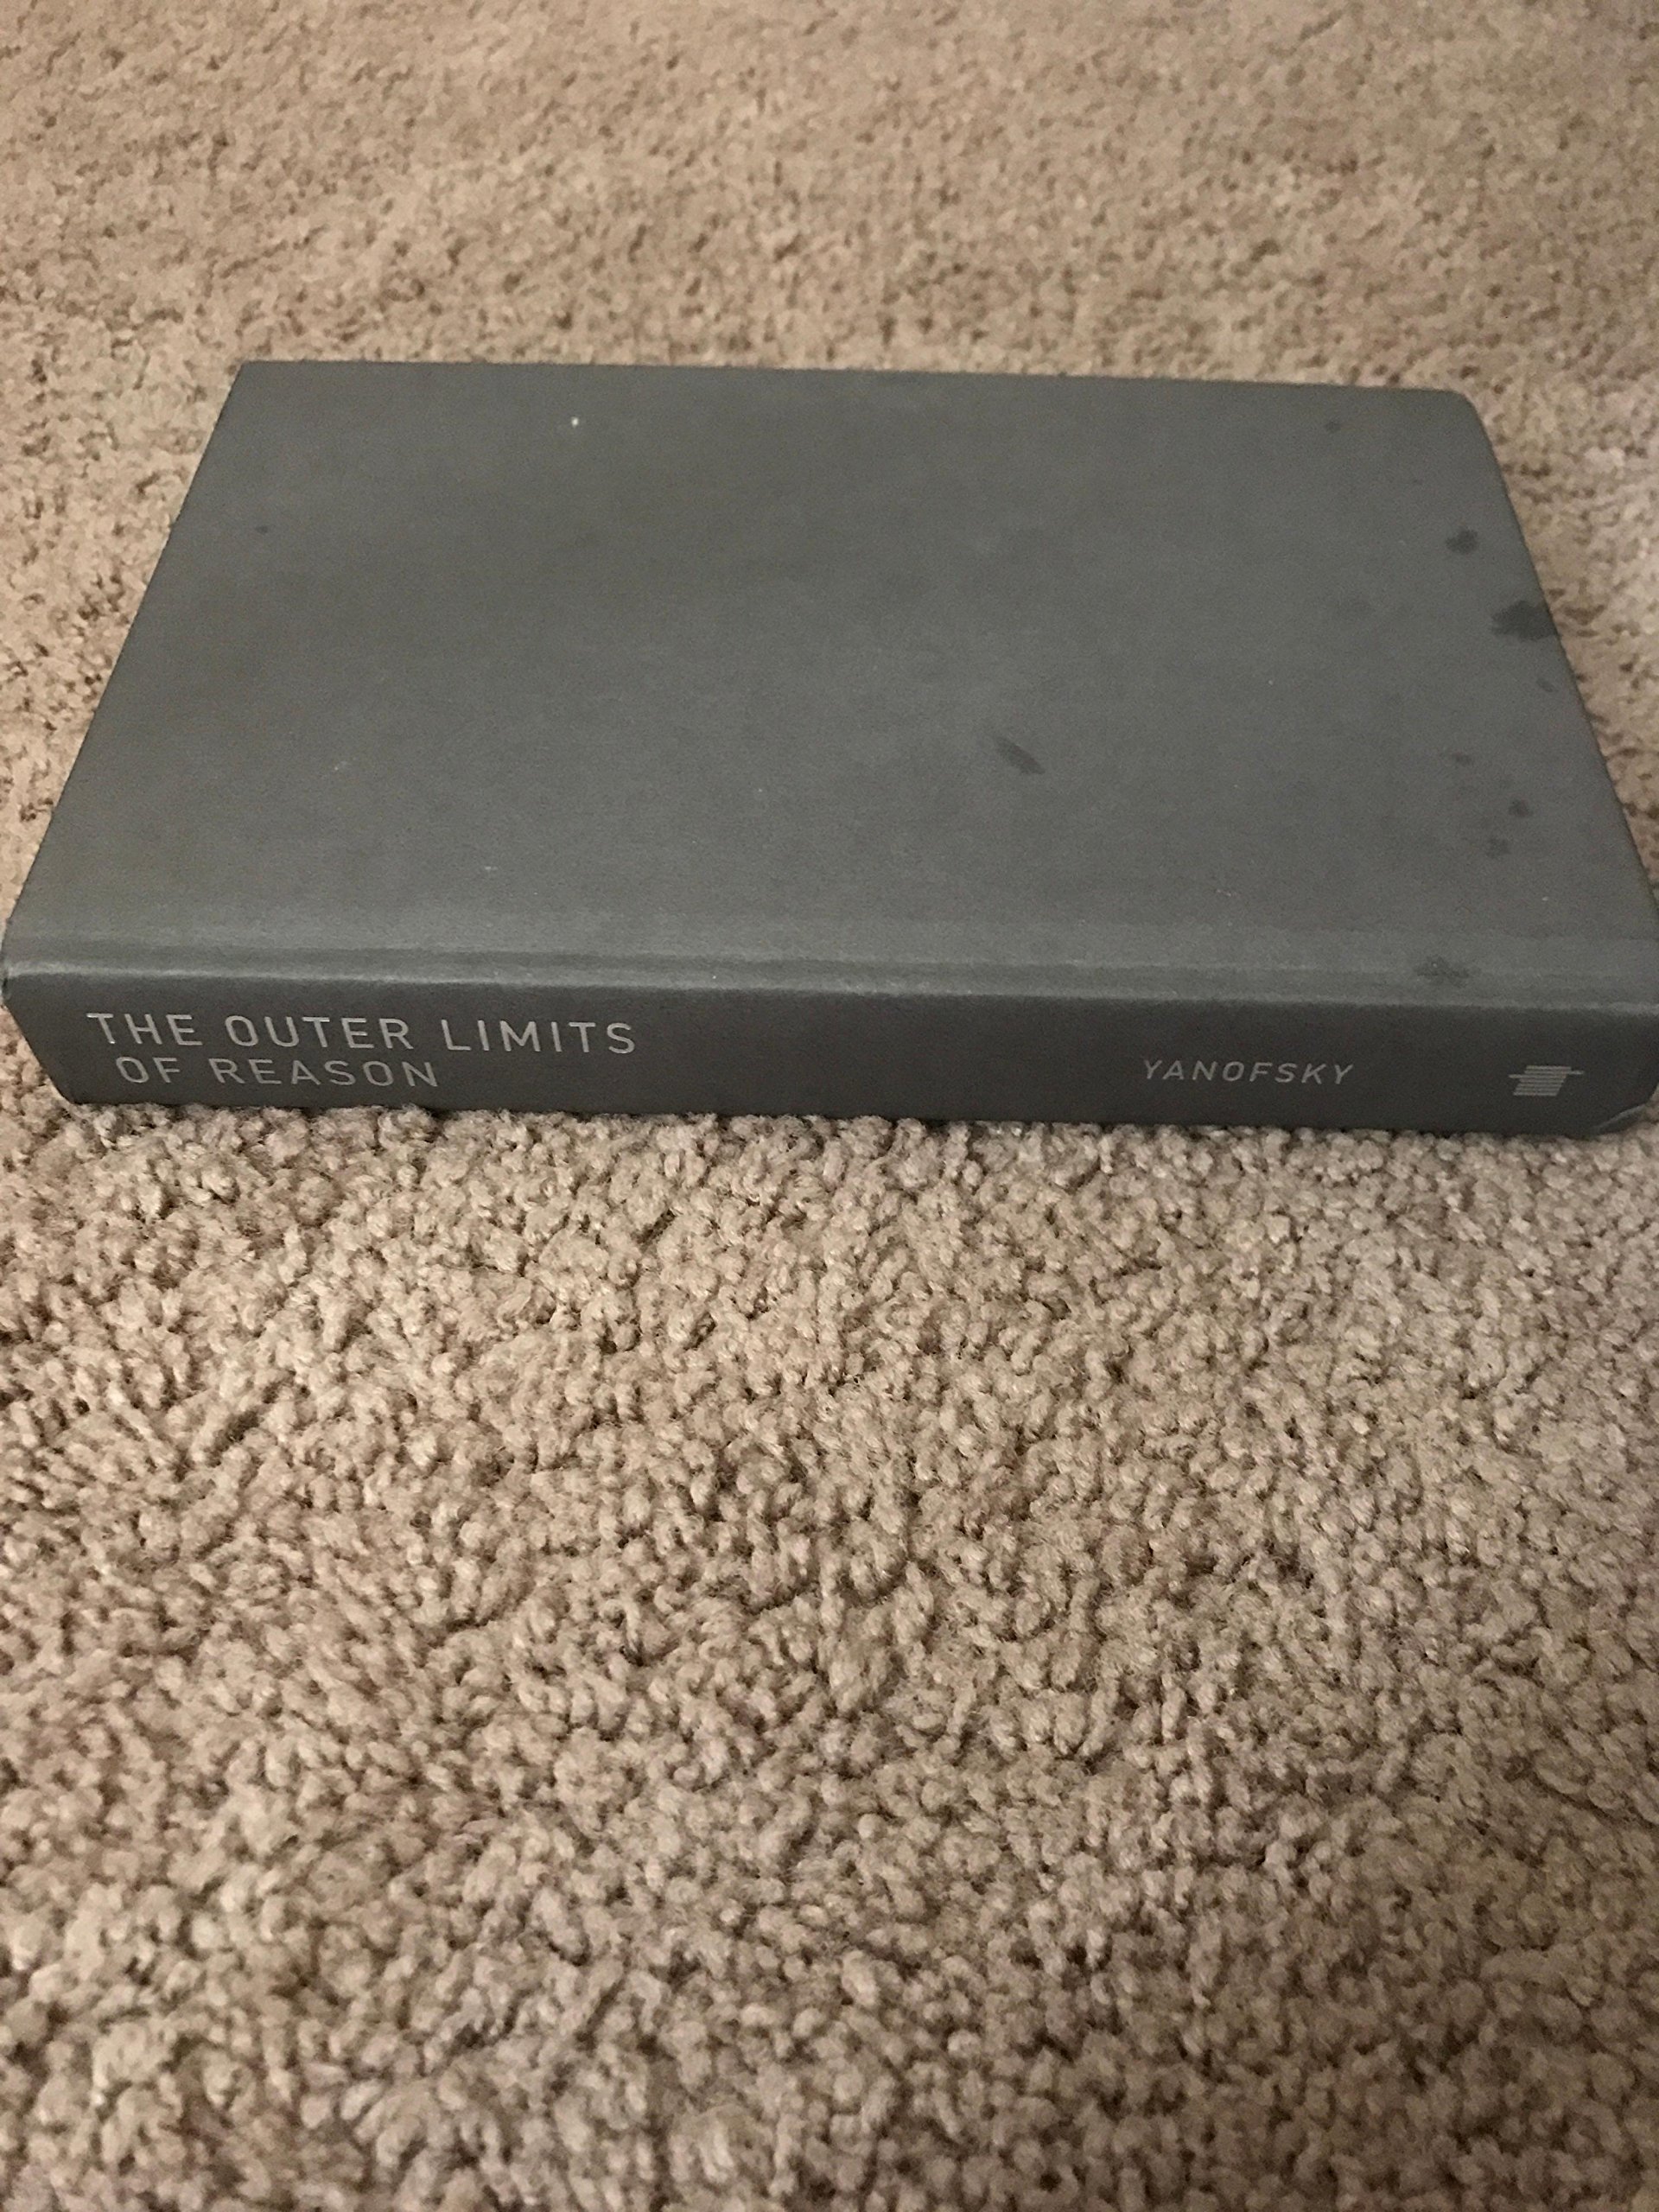 THE OUTER LIMITS
OF REASON
YANOFSKY